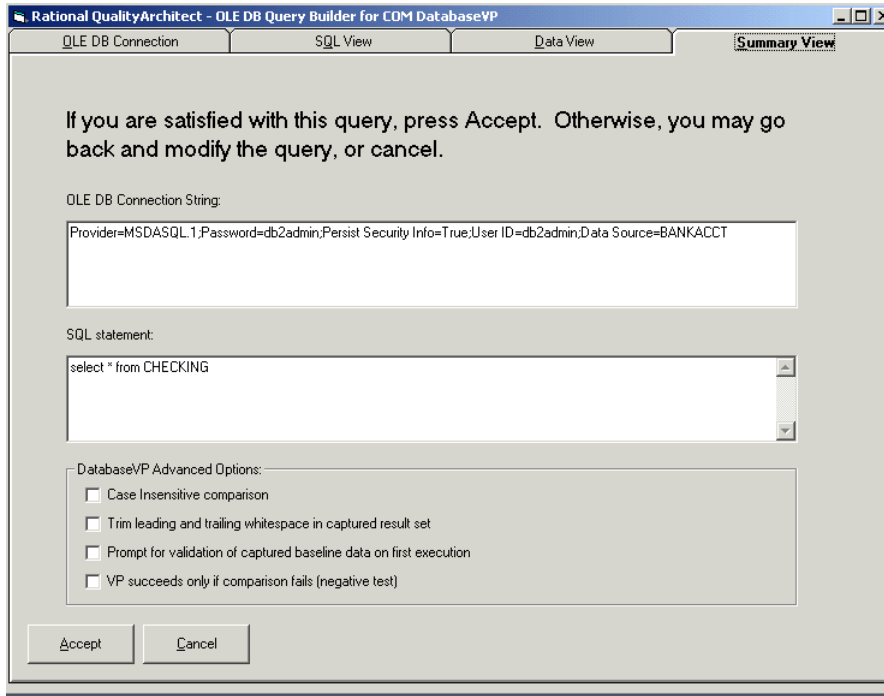 Rational QualityArchitect - OLE DB Query Builder for COM DatabaseVP
OLE DB Connection SQL View Data View Summary View
If you are satisfied with this query, press Accept. Otherwise, you may go
back and modify the query, or cancel.
OLE DB Connection String:
Provider=MSDASQL.1;Password=db2admin;Persist Security Info=True;User ID=db2admin;Data Source=BANKACCT
SQL statement:
select * from CHECKING
DatabaseVP Advanced Options:
Case Insensitive comparison
Trim leading and trailing whitespace in captured result set
Prompt for validation of captured baseline data on first execution
VP succeeds only if comparison fails (negative test)
Accept Cancel